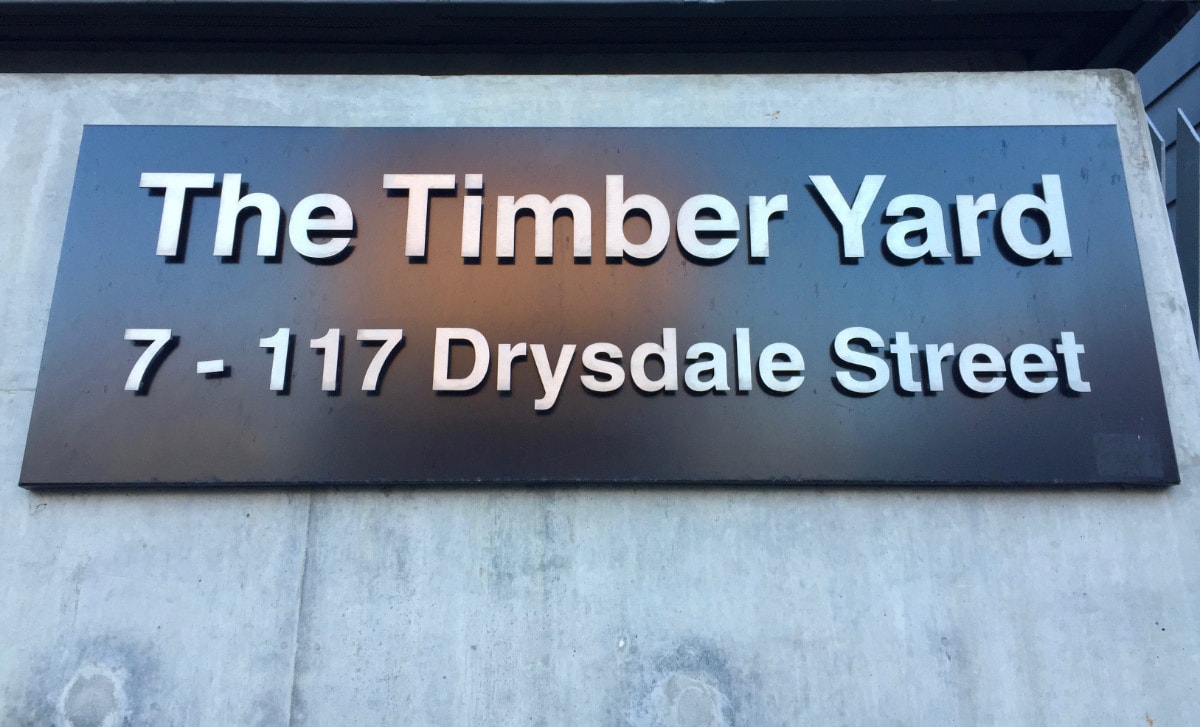 The Timber Yard
7 - 117 Drysdale Street